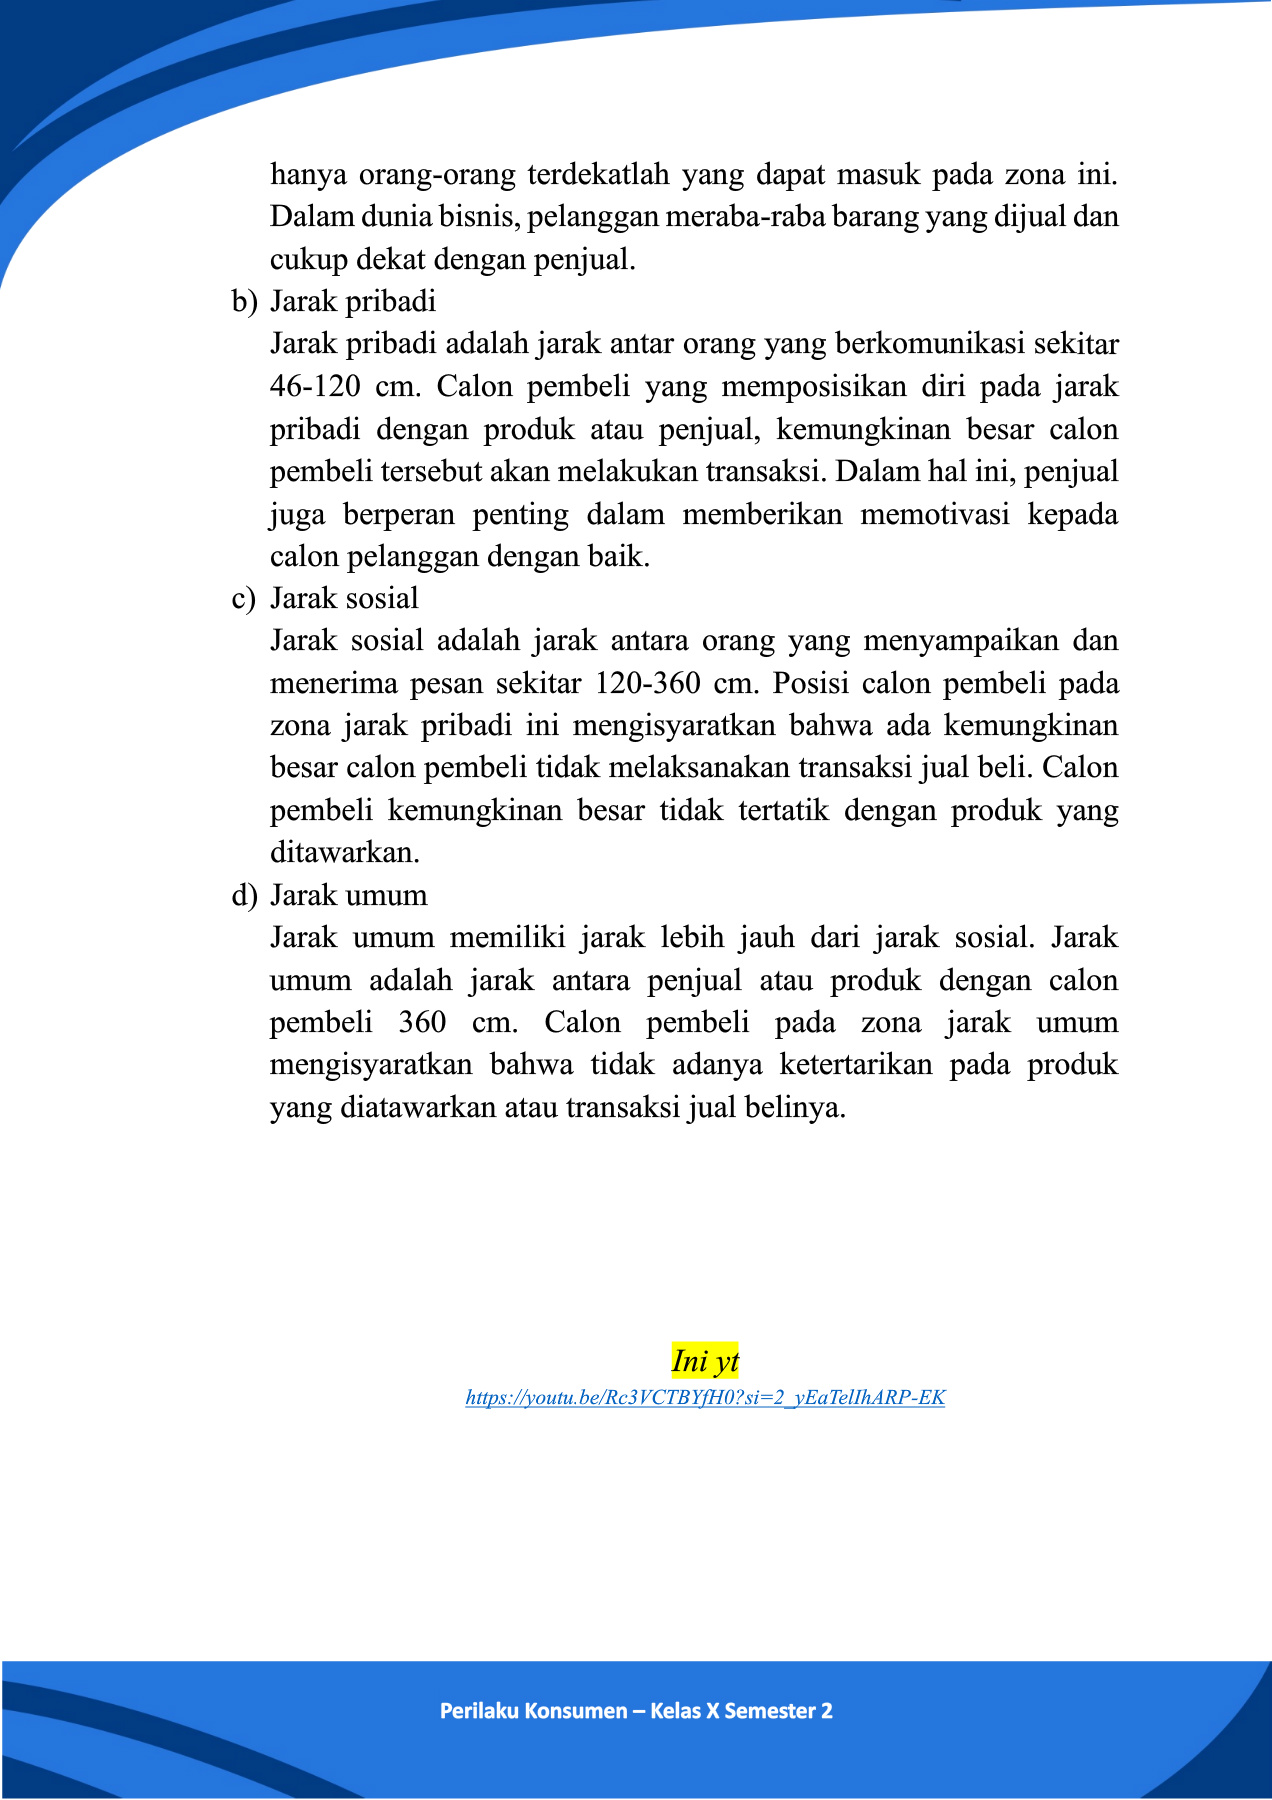 hanya orang-orang terdekatlah yang dapat masuk pada zona ini.
Dalam dunia bisnis, pelanggan meraba-raba barang yang dijual dan
cukup dekat dengan penjual.
b) Jarak pribadi
Jarak pribadi adalah jarak antar orang yang berkomunikasi sekitar
46-120 cm. Calon pembeli yang memposisikan diri pada jarak
pribadi dengan produk atau penjual, kemungkinan besar calon
pembeli tersebut akan melakukan transaksi. Dalam hal ini, penjual
juga berperan penting dalam memberikan memotivasi kepada
calon pelanggan dengan baik.
c) Jarak sosial
Jarak sosial adalah jarak antara orang yang menyampaikan dan
menerima pesan sekitar 120-360 cm. Posisi calon pembeli pada
zona jarak pribadi ini mengisyaratkan bahwa ada kemungkinan
besar calon pembeli tidak melaksanakan transaksi jual beli. Calon
pembeli kemungkinan besar tidak tertatik dengan produk yang
ditawarkan.
d) Jarak umum
Jarak umum memiliki jarak lebih jauh dari jarak sosial. Jarak
umum adalah jarak antara penjual atau produk dengan calon
pembeli 360 cm. Calon pembeli pada zona jarak umum
mengisyaratkan bahwa tidak adanya ketertarikan pada produk
yang diatawarkan atau transaksi jual belinya.
Ini yt
https://youtu.be/Rc3VCTBYfH0?si=2_yEaTelIhARP-EK
Perilaku Konsumen – Kelas X Semester 2